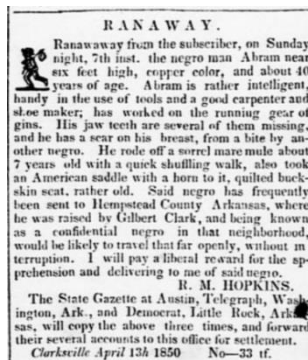 RANAWAY.
Ranawaway from the subscriber, on Sunday
night, 7th inst. the negro man Abram near
six feet high, copper color, and about 40
years of age. Abram is rather intelligent,
handy in the use of tools and a good carpenter and
shoe maker; has worked on the running gear of
gins. His jaw teeth are several of them missing,
and he has a scar on his breast, from a bite by an-
other negro. He rode off a sorrel mare mule about
7 years old with a quick shuffling walk, also took
an American saddle with a horn to it, quilted buck-
skin seat, rather old. Said negro has frequently
been sent to Hempstead County Arkansas, where
he was raised by Gilbert Clark, and being known
as a confidential negro in that neighborhood,
would be likely to travel that far openly, without in
terruption. I will pay a liberal reward for the ap-
prehension and delivering to me of said negro.
R. M. HOPKINS.
The State Gazette at Austin, Telegraph, Wash-
ington, Ark., and Democrat, Little Rock, Arkan-
sas, will copy the above three times, and forward
their several accounts to this office for settlement.
Clarksville April 13h 1850 No—33 tf.